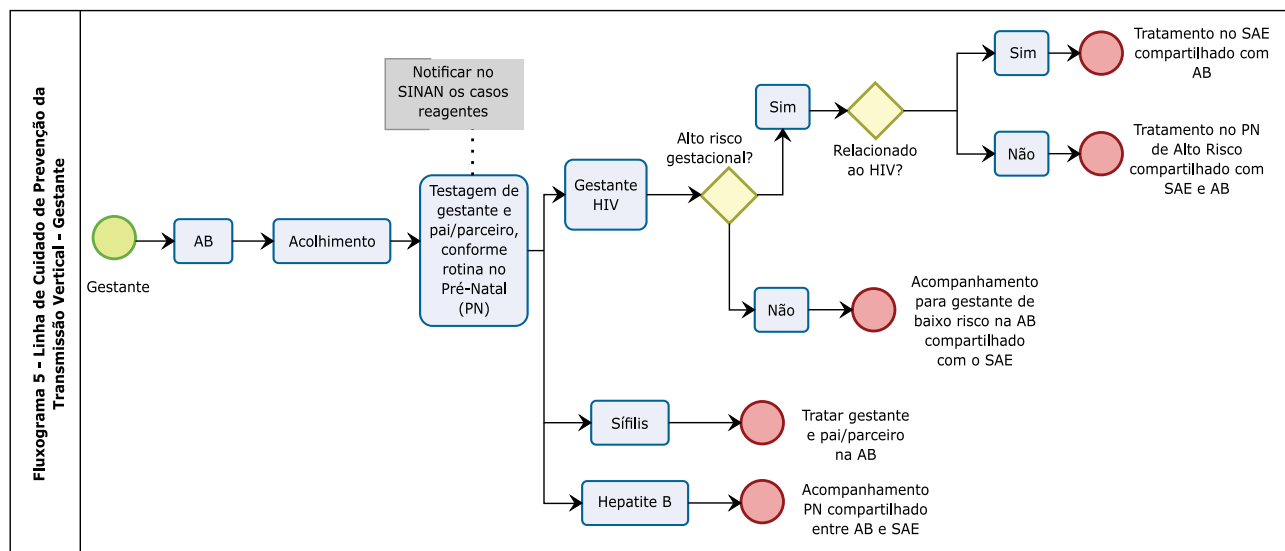 Fluxograma 5 - Linha de Cuidado de Prevenção da
Transmissão Vertical - Gestante
Gestante
AB
Acolhimento
Notificar no
SINAN os casos
reagentes
Testagem de
gestante e
pai/parceiro,
conforme
rotina no
Pré-Natal
(PN)
Gestante
HIV
Alto risco
gestacional?
Sim
Relacionado
ao HIV?
Sim
Tratamento no SAE
compartilhado com
AB
Não
Tratamento no PN
de Alto Risco
compartilhado com
SAE e AB
Não
Acompanhamento
para gestante de
baixo risco na AB
compartilhado
com o SAE
Sífilis
Tratar gestante
e pai/parceiro
na AB
Hepatite B
Acompanhamento
PN compartilhado
entre AB e SAE